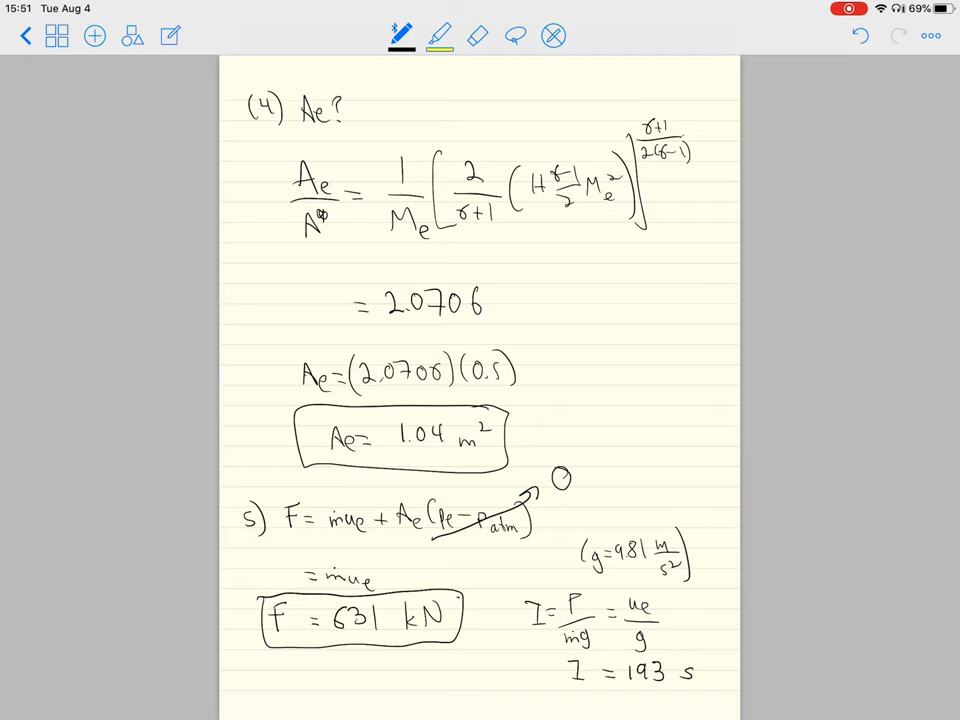 15:51 Tue Aug 4
69%
(4) Ae?
Ae/A* = 1/Me [2/(γ+1) (1+ (γ-1)/2 Me²)]^((γ+1)/(2(γ-1)))
= 2.0706
Ae = (2.0706)(0.5)
Ae = 1.04 m²
5) F = ṁue + Ae(pe - patm) 0
= ṁue
F = 631 kN
(g = 9.81 m/s²)
I = F/ṁg = ue/g
I = 193 s